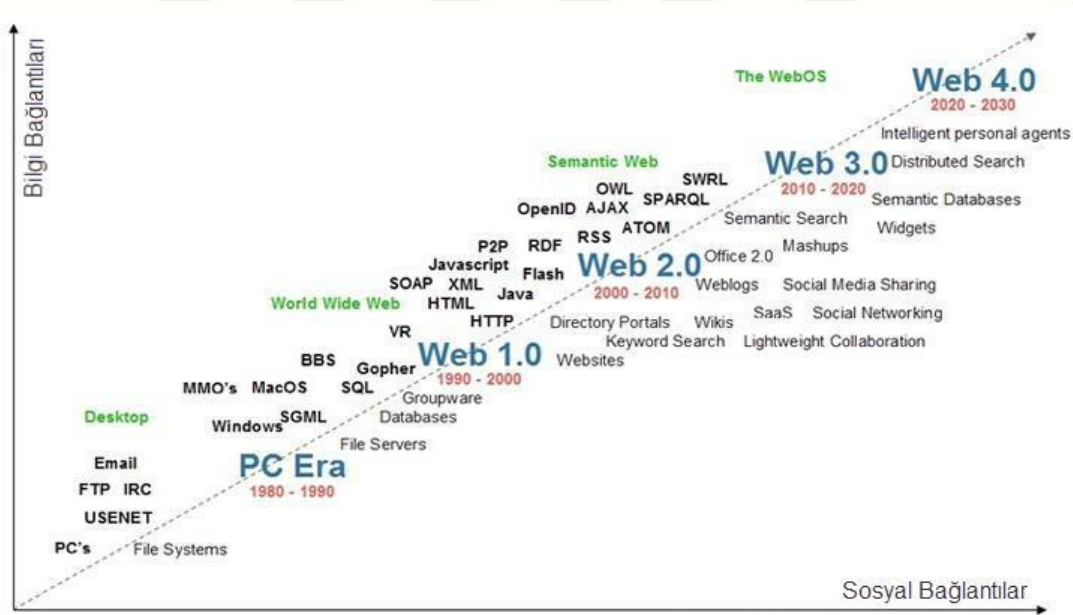 Bilgi Bağlantıları
The WebOS
Web 4.0
2020 - 2030
Intelligent personal agents
Semantic Web
Web 3.0
Distributed Search
2010 - 2020
SWRL
OWL
SPARQL
Semantic Databases
OpenID
AJAX
Semantic Search
Widgets
ATOM
RSS
P2P
RDF
Mashups
Office 2.0
Javascript
Flash
Web 2.0
2000 - 2010
SOAP
XML
Weblogs
Social Media Sharing
Java
World Wide Web
HTML
SaaS
Social Networking
HTTP
Directory Portals
Wikis
VR
Keyword Search
Lightweight Collaboration
Web 1.0
1990 - 2000
Websites
BBS
Gopher
MMO's
MacOS
SQL
Groupware
Desktop
SGML
Databases
Windows
File Servers
Email
PC Era
1980 - 1990
FTP
IRC
USENET
PC's
File Systems
Sosyal Bağlantılar